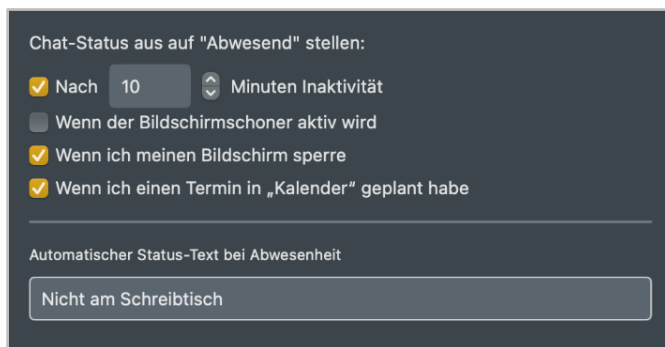 Chat-Status aus auf "Abwesend" stellen:
Nach 10 Minuten Inaktivität
Wenn der Bildschirmschoner aktiv wird
Wenn ich meinen Bildschirm sperre
Wenn ich einen Termin in „Kalender“ geplant habe
Automatischer Status-Text bei Abwesenheit
Nicht am Schreibtisch